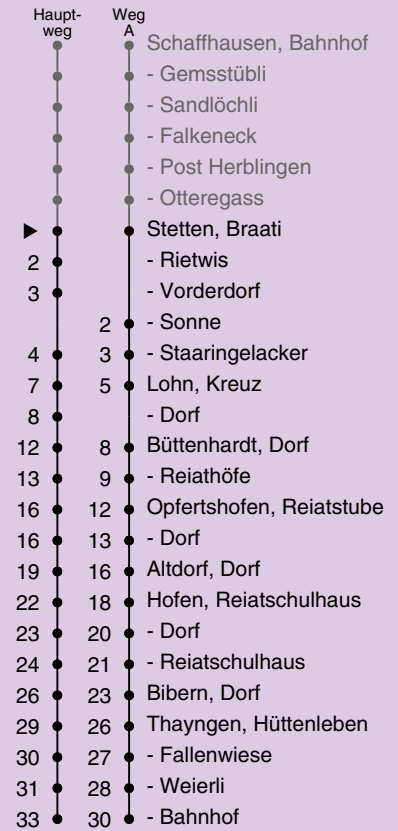 Haupt- Weg
weg A
Schaffhausen, Bahnhof
- Gemsstübli
- Sandlöchli
- Falkeneck
- Post Herblingen
- Otteregass
Stetten, Braati
2 - Rietwis
3 - Vorderdorf
2 - Sonne
4 3 - Staaringelacker
7 5 Lohn, Kreuz
8 - Dorf
12 8 Büttenhardt, Dorf
13 9 - Reiathöfe
16 12 Opfertshofen, Reiatstube
16 13 - Dorf
19 16 Altdorf, Dorf
22 18 Hofen, Reiatschulhaus
23 20 - Dorf
24 21 - Reiatschulhaus
26 23 Bibern, Dorf
29 26 Thayngen, Hüttenleben
30 27 - Fallenwiese
31 28 - Weierli
33 30 - Bahnhof